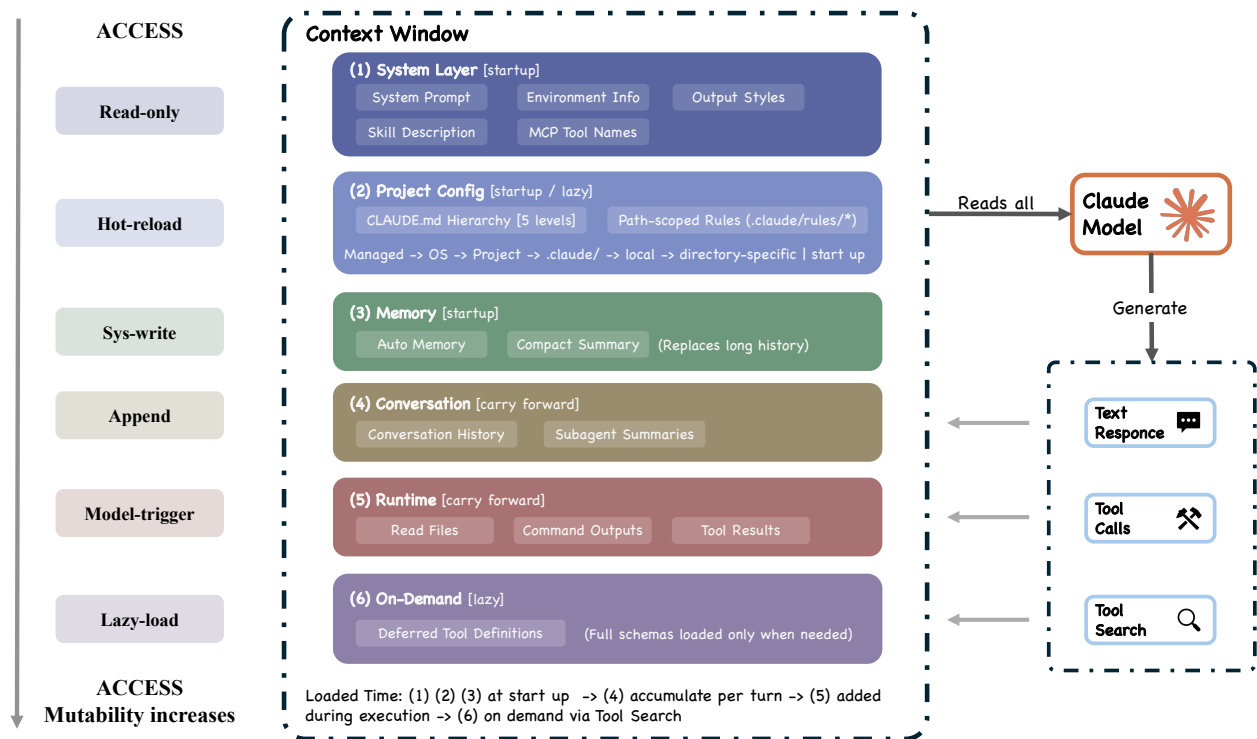 ACCESS
Read-only
Hot-reload
Sys-write
Append
Model-trigger
Lazy-load
ACCESS
Mutability increases
Context Window
(1) System Layer [startup]
System Prompt
Environment Info
Output Styles
Skill Description
MCP Tool Names
(2) Project Config [startup / lazy]
CLAUDE.md Hierarchy [5 levels]
Path-scoped Rules (.claude/rules/*)
Managed -> OS -> Project -> .claude/ -> local -> directory-specific | start up
(3) Memory [startup]
Auto Memory
Compact Summary
(Replaces long history)
(4) Conversation [carry forward]
Conversation History
Subagent Summaries
(5) Runtime [carry forward]
Read Files
Command Outputs
Tool Results
(6) On-Demand [lazy]
Deferred Tool Definitions
(Full schemas loaded only when needed)
Loaded Time: (1) (2) (3) at start up -> (4) accumulate per turn -> (5) added
during execution -> (6) on demand via Tool Search
Reads all
Claude
Model
Generate
Text
Responce
Tool
Calls
Tool
Search